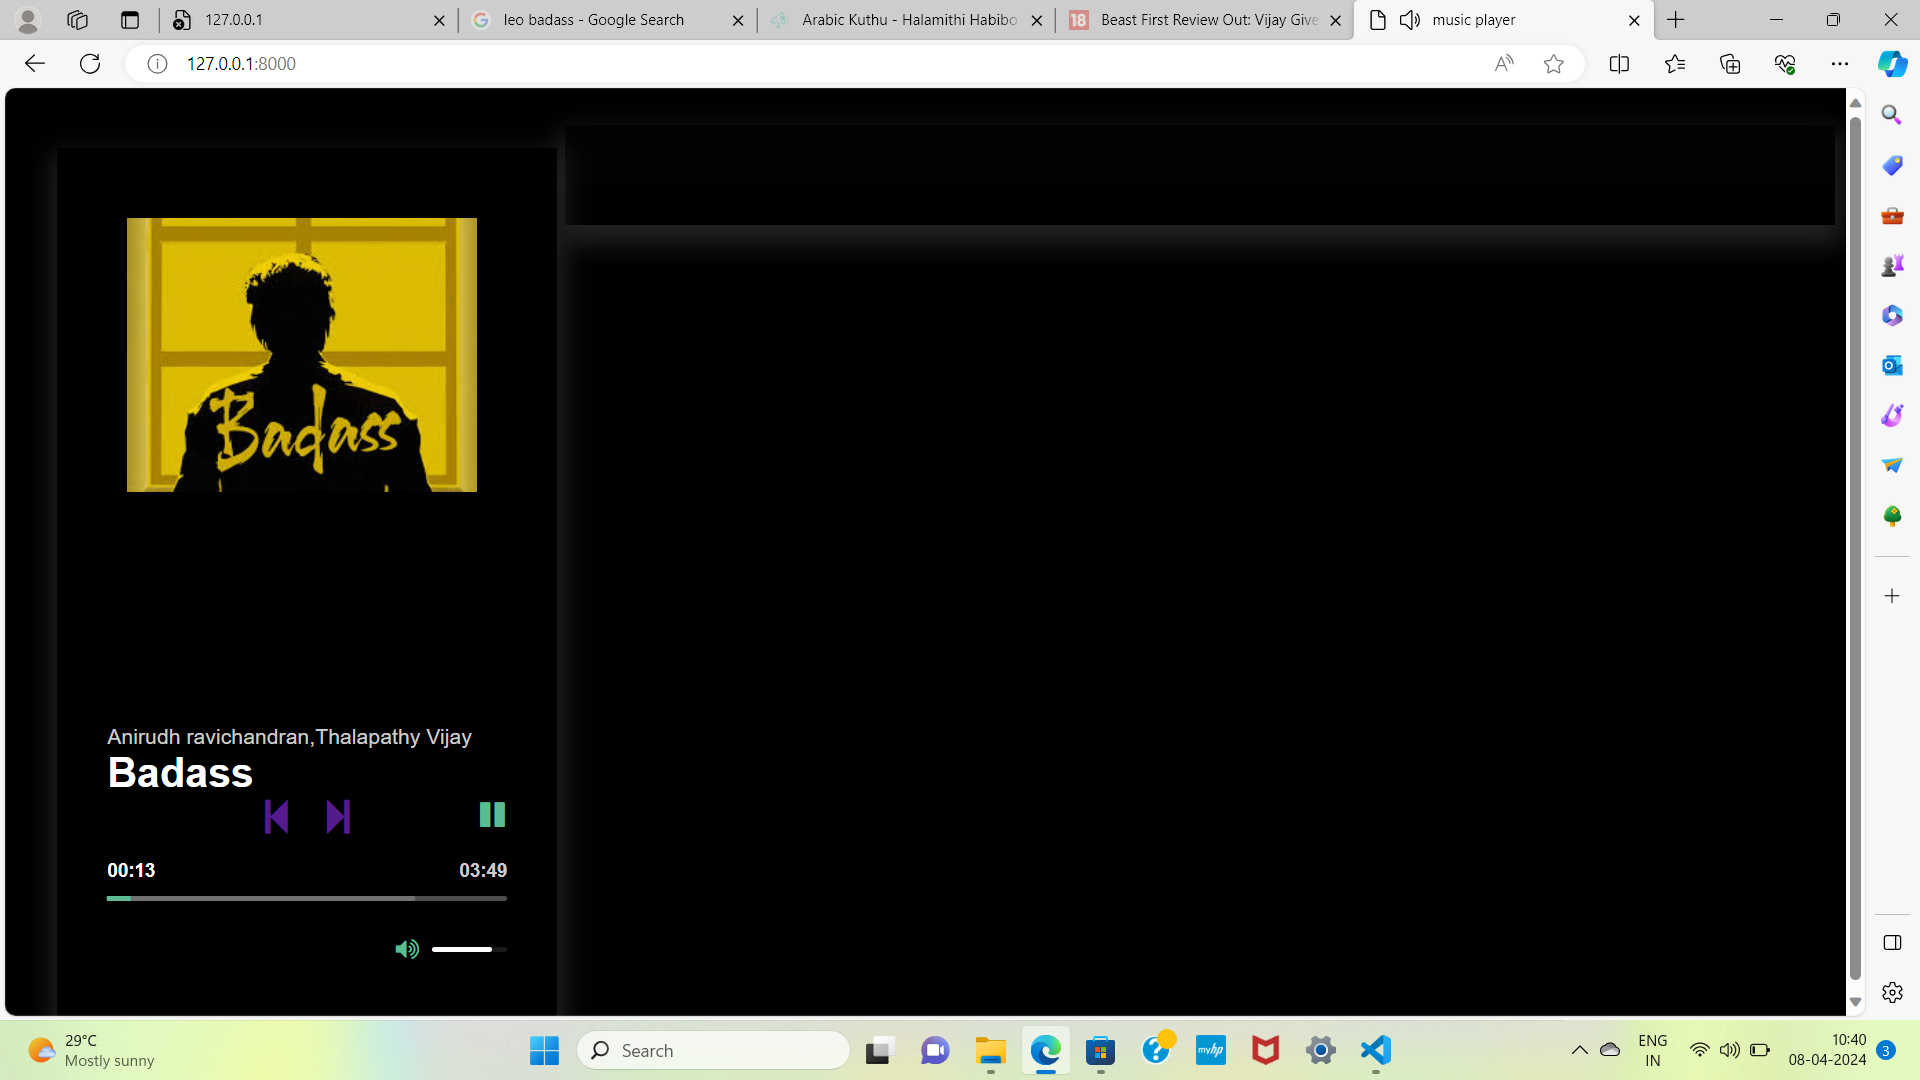 127.0.0.1
leo badass - Google Search
Arabic Kuthu - Halamithi Habibo
18
Beast First Review Out: Vijay Give
music player
127.0.0.1:8000
Badass
Anirudh ravichandran,Thalapathy Vijay
Badass
00:13
03:49
29°C
Mostly sunny
Search
myhp
ENG
IN
10:40
08-04-2024
3